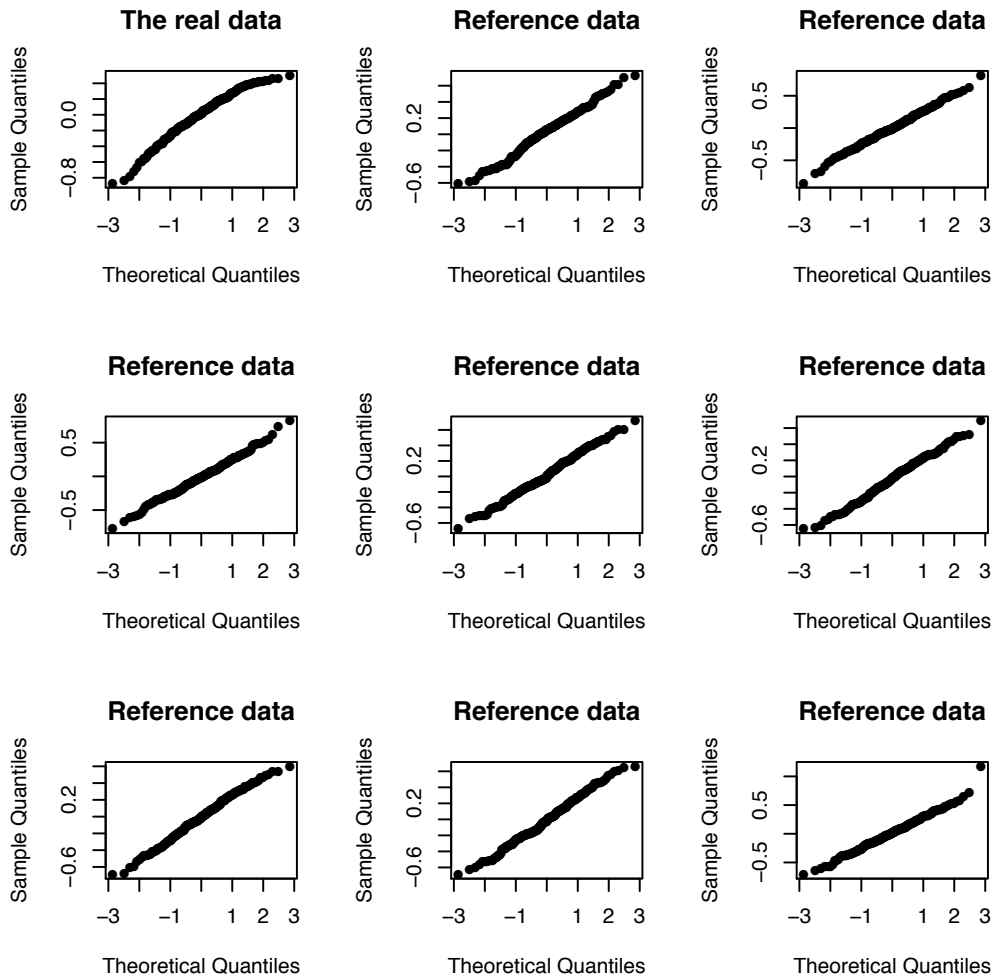 The real data
Sample Quantiles
0.0
−0.8
−3 −1 1 2 3
Theoretical Quantiles
Reference data
Sample Quantiles
0.2
−0.6
−3 −1 1 2 3
Theoretical Quantiles
Reference data
Sample Quantiles
0.5
−0.5
−3 −1 1 2 3
Theoretical Quantiles
Reference data
Sample Quantiles
0.5
−0.5
−3 −1 1 2 3
Theoretical Quantiles
Reference data
Sample Quantiles
0.2
−0.6
−3 −1 1 2 3
Theoretical Quantiles
Reference data
Sample Quantiles
0.2
−0.6
−3 −1 1 2 3
Theoretical Quantiles
Reference data
Sample Quantiles
0.2
−0.6
−3 −1 1 2 3
Theoretical Quantiles
Reference data
Sample Quantiles
0.2
−0.6
−3 −1 1 2 3
Theoretical Quantiles
Reference data
Sample Quantiles
0.5
−0.5
−3 −1 1 2 3
Theoretical Quantiles